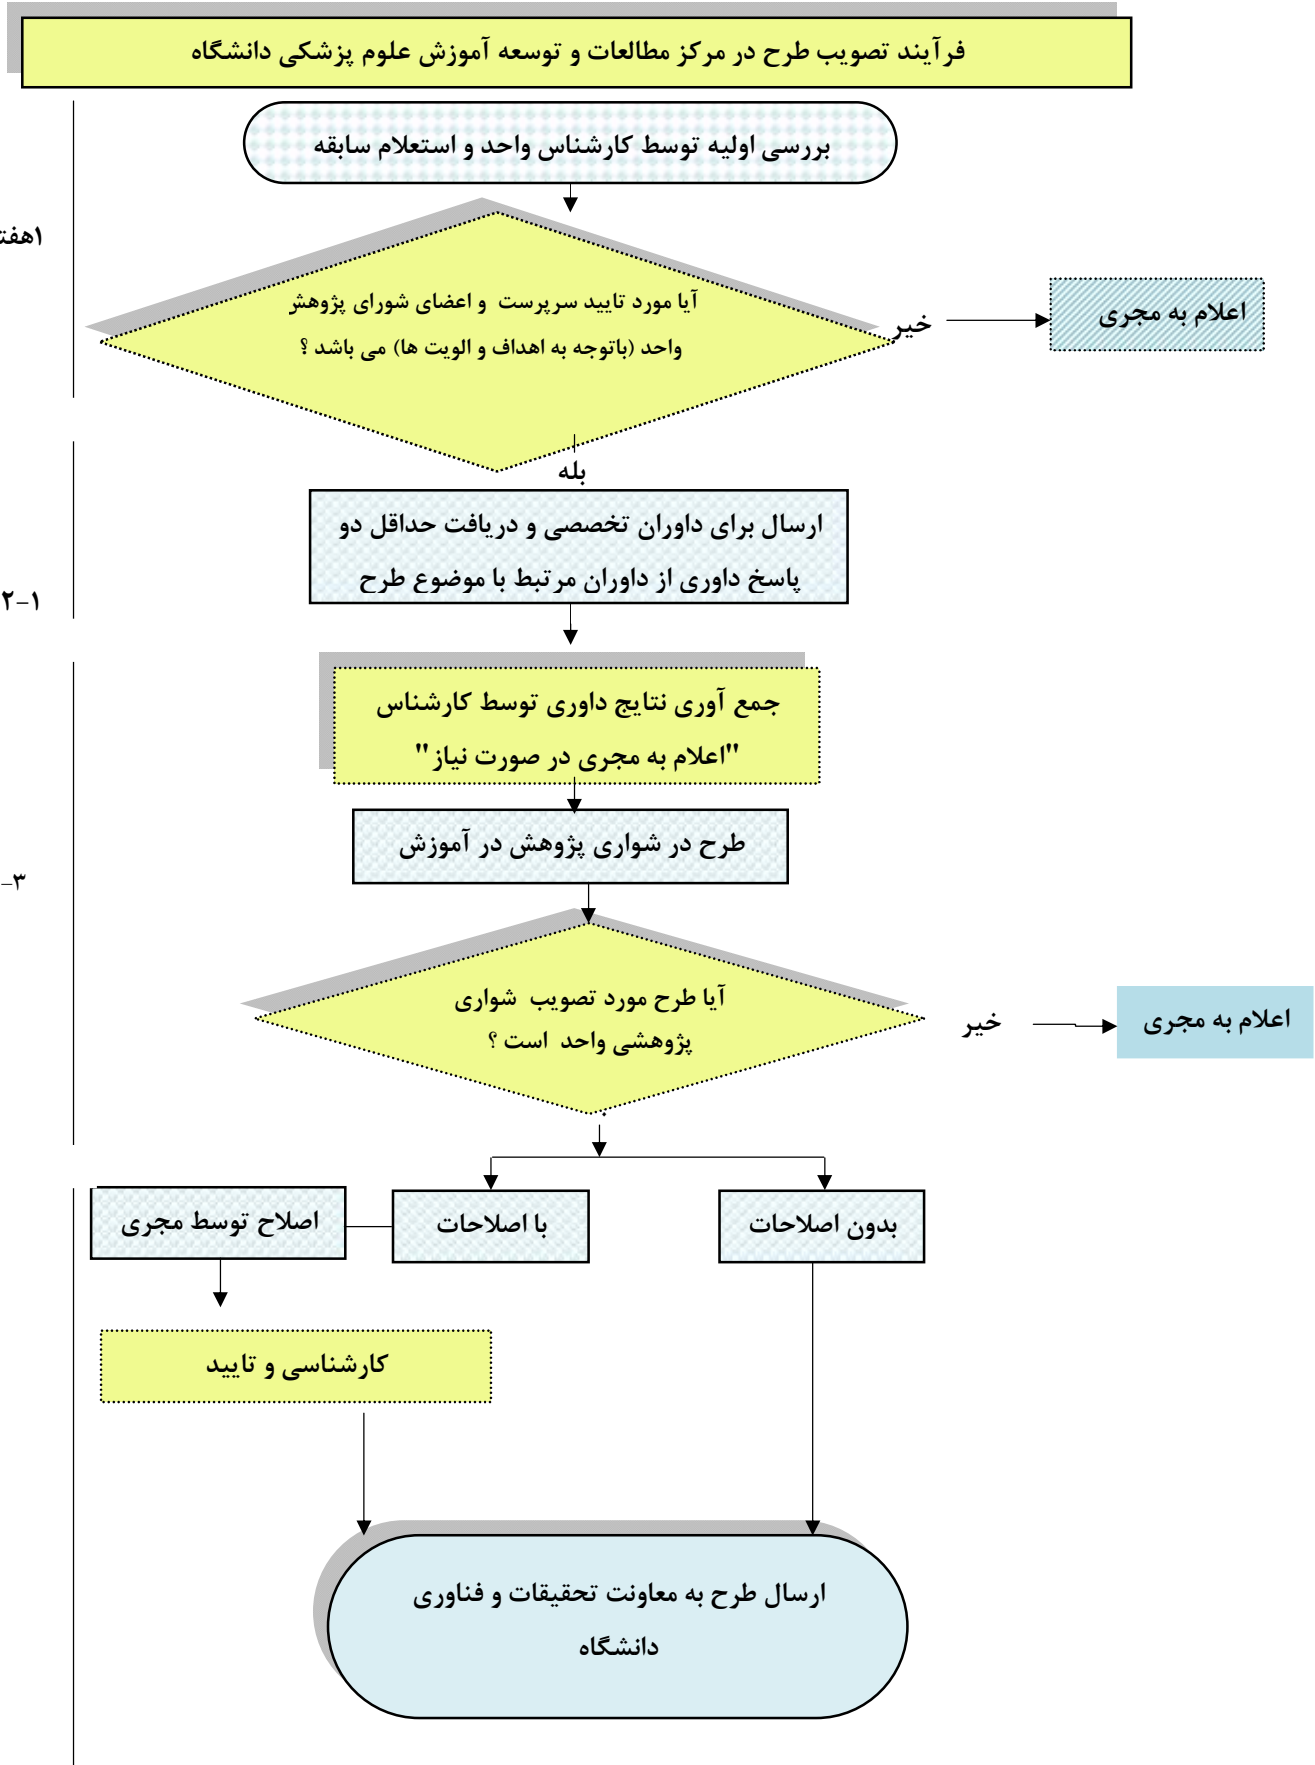 فرآیند تصویب طرح در مرکز مطالعات و توسعه آموزش علوم پزشکی دانشگاه
بررسی اولیه توسط کارشناس واحد و استعلام سابقه
آیا مورد تایید سرپرست و اعضای شورای پژوهش
واحد (باتوجه به اهداف و الویت ها) می باشد ؟
خیر
اعلام به مجری
بله
ارسال برای داوران تخصصی و دریافت حداقل دو
پاسخ داوری از داوران مرتبط با موضوع طرح
۲-۱
جمع آوری نتایج داوری توسط کارشناس
"اعلام به مجری در صورت نیاز"
طرح در شواری پژوهش در آموزش
۳-
آیا طرح مورد تصویب شواری
پژوهشی واحد است ؟
خیر
اعلام به مجری
بدون اصلاحات
با اصلاحات
اصلاح توسط مجری
کارشناسی و تایید
ارسال طرح به معاونت تحقیقات و فناوری
دانشگاه